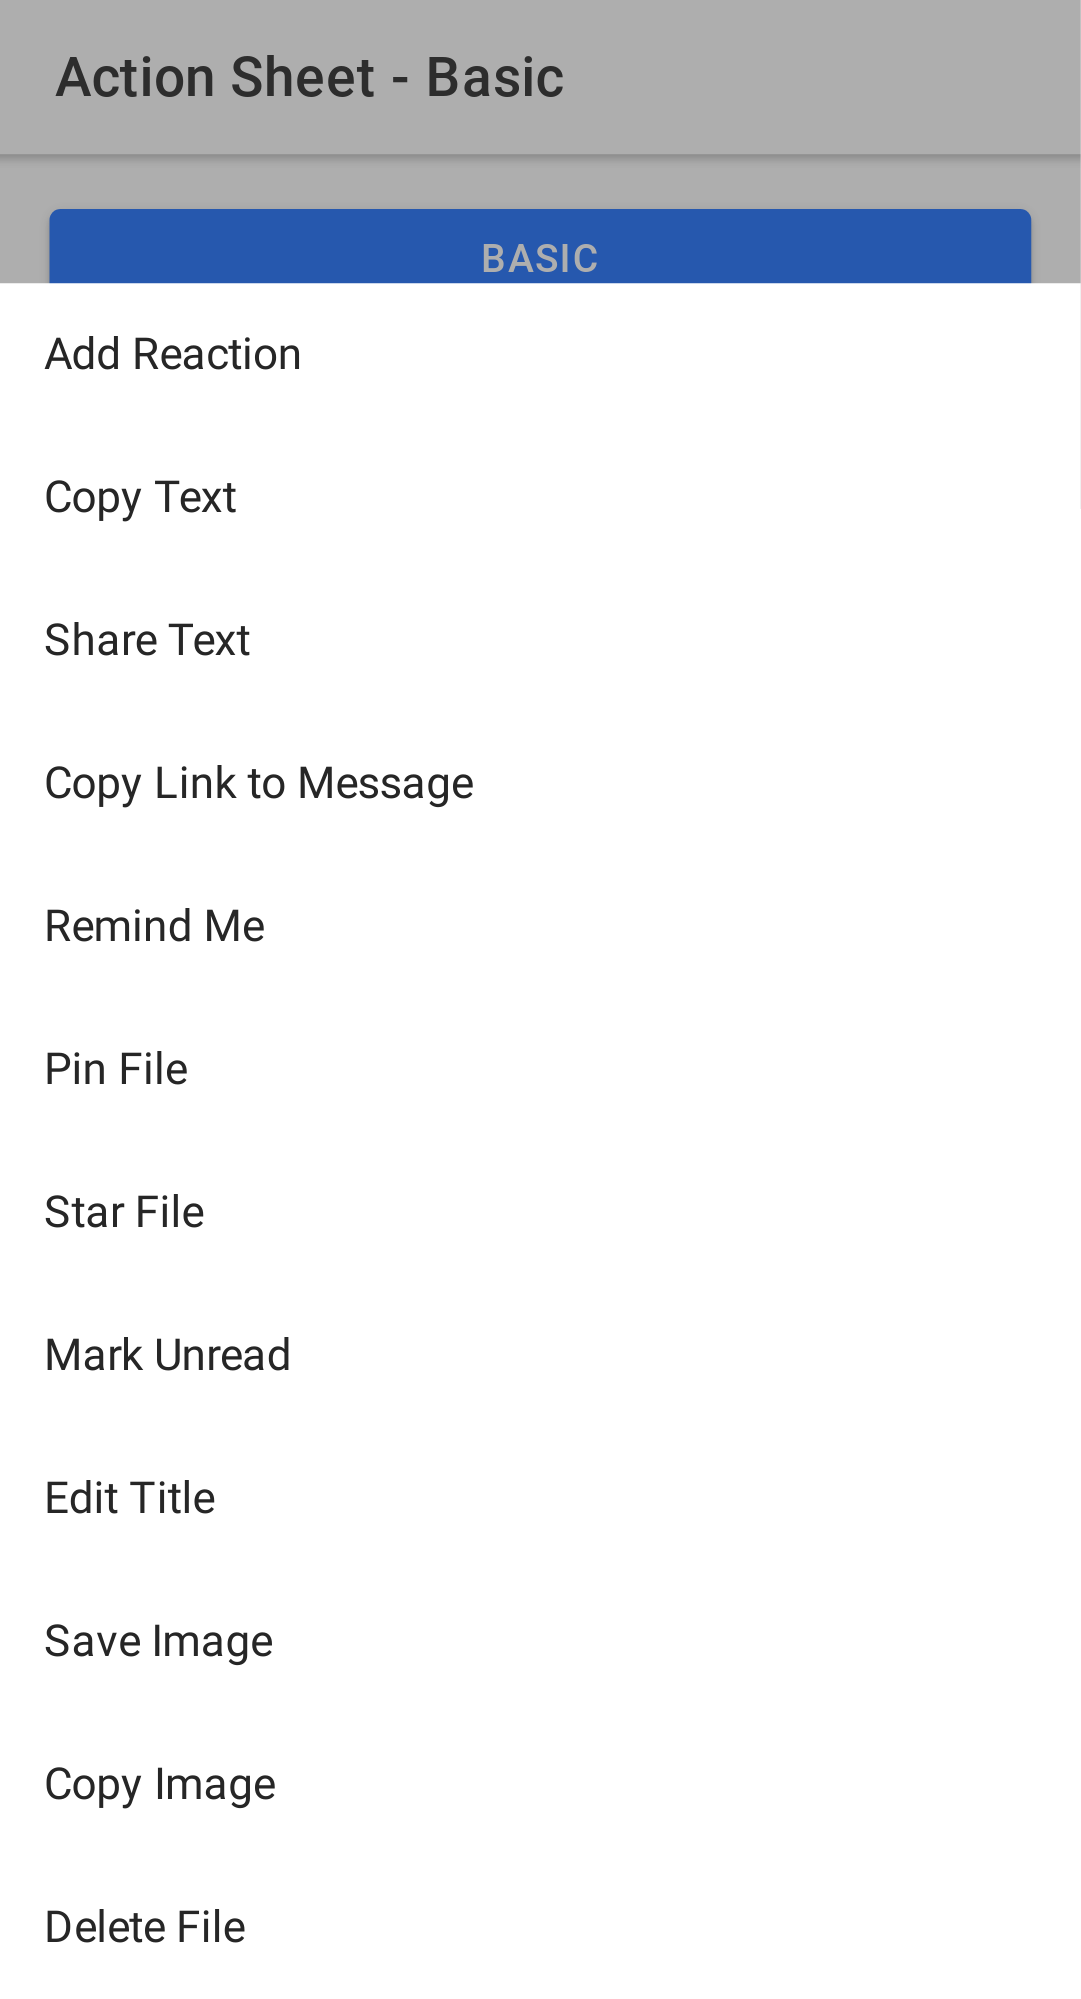 Action Sheet - Basic
BASIC
Add Reaction
Copy Text
Share Text
Copy Link to Message
Remind Me
Pin File
Star File
Mark Unread
Edit Title
Save Image
Copy Image
Delete File